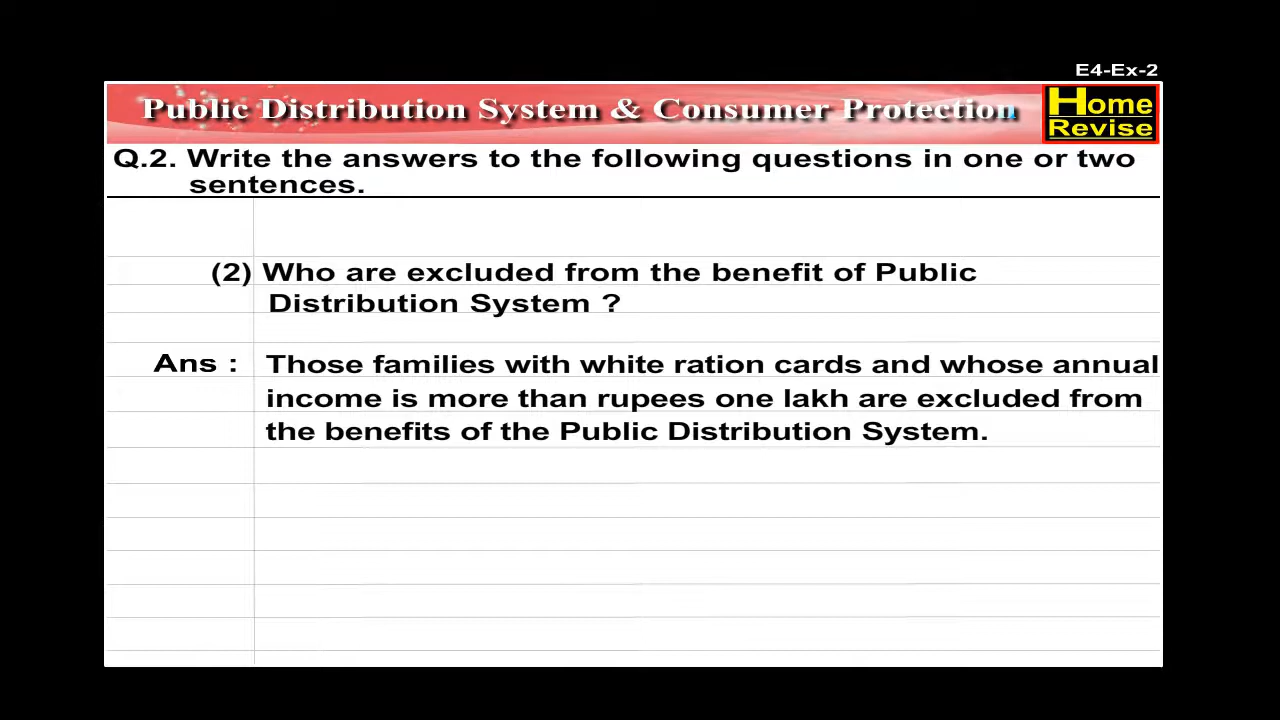 E4-Ex-2
Public Distribution System & Consumer Protection
Home
Revise
Q.2. Write the answers to the following questions in one or two
sentences.
(2) Who are excluded from the benefit of Public
Distribution System ?
Ans : Those families with white ration cards and whose annual
income is more than rupees one lakh are excluded from
the benefits of the Public Distribution System.